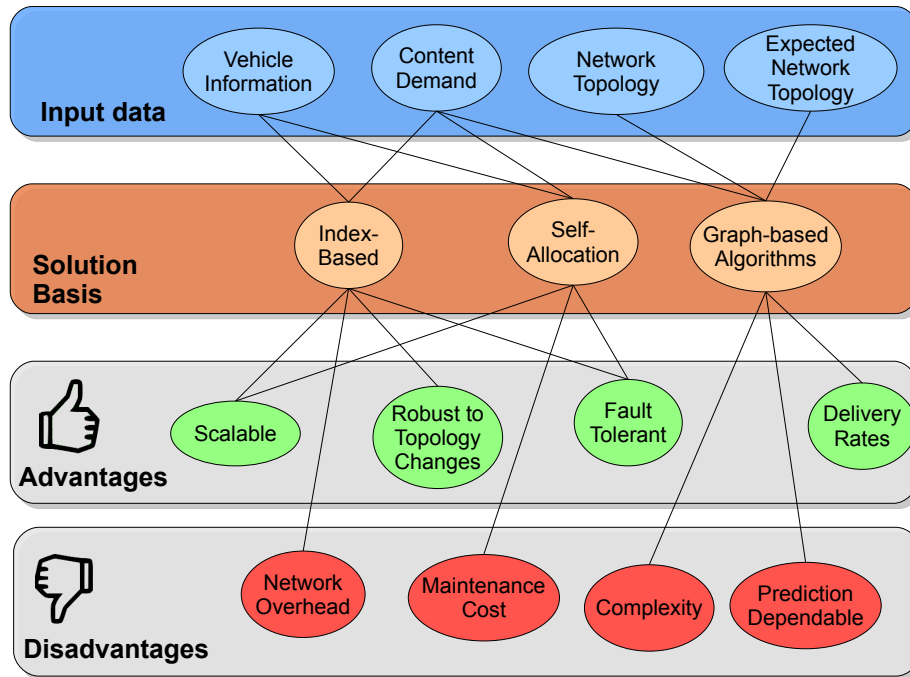 Vehicle
Information
Content
Demand
Network
Topology
Expected
Network
Topology
Input data
Index-
Based
Self-
Allocation
Graph-based
Algorithms
Solution
Basis
Scalable
Robust to
Topology
Changes
Fault
Tolerant
Delivery
Rates
Advantages
Network
Overhead
Maintenance
Cost
Complexity
Prediction
Dependable
Disadvantages